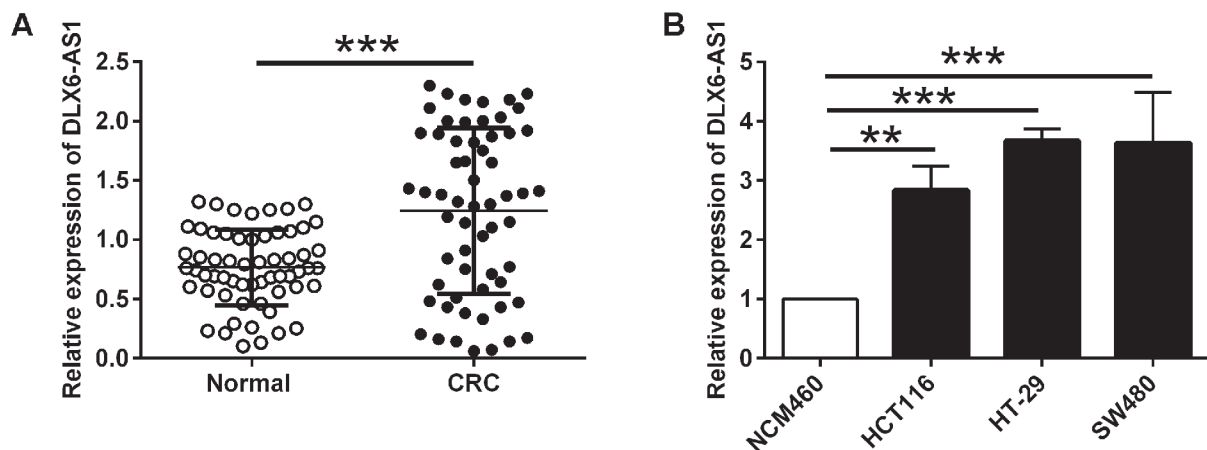 A
Relative expression of DLX6-AS1
2.5
2.0
1.5
1.0
0.5
0.0
***
Normal
CRC
B
Relative expression of DLX6-AS1
5
4
3
2
1
0
***
***
**
NCM460
HCT116
HT-29
SW480